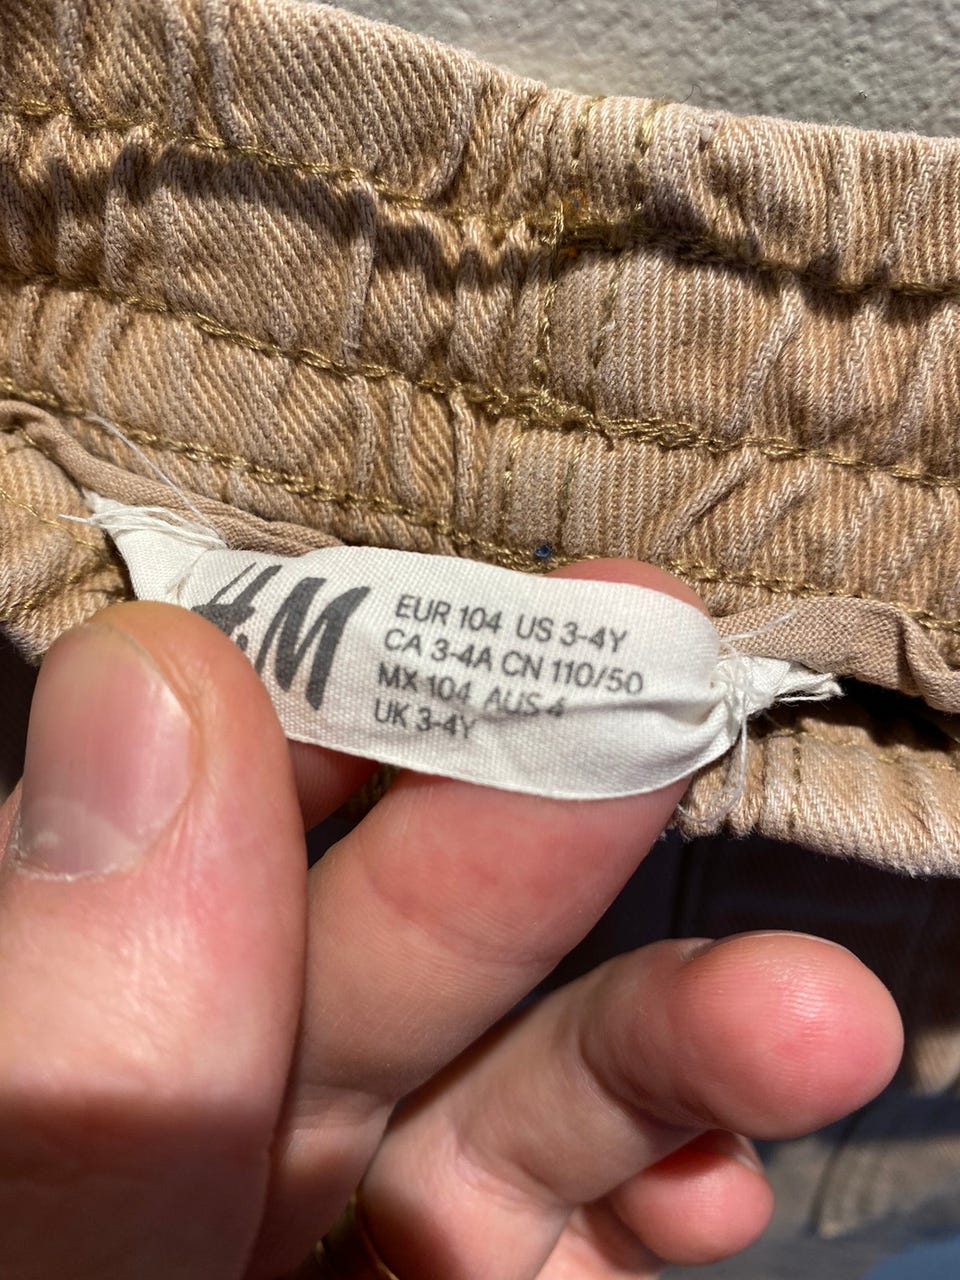 H&M
EUR 104 US 3-4Y
CA 3-4A CN 110/50
MX 104 AUS 4
UK 3-4Y